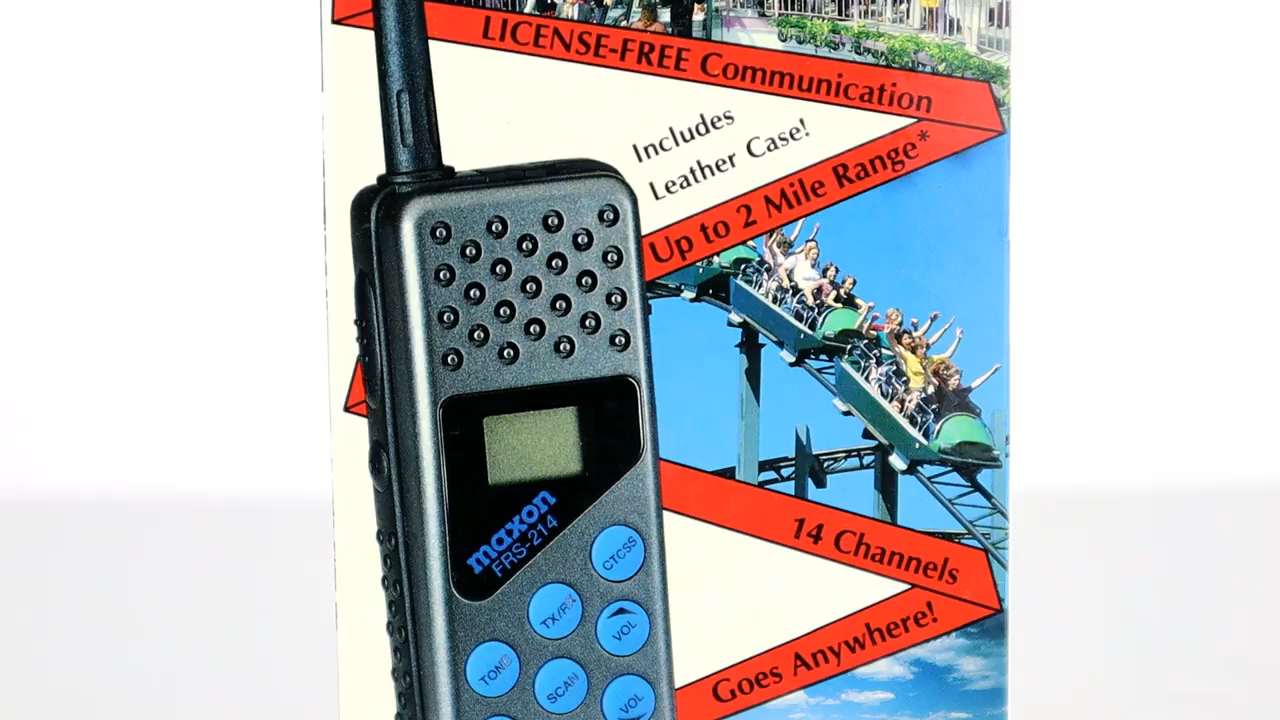 LICENSE-FREE Communication
Includes
Leather Case!
Up to 2 Mile Range*
maxon
FRS-214
14 Channels
CTCSS
TX/RX
VOL
Goes Anywhere!
TONE
SCAN
VOL